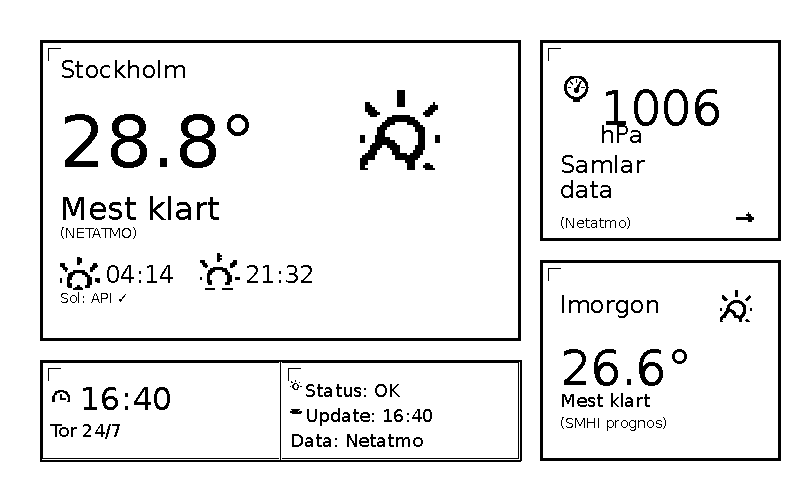 Stockholm
28.8°
Mest klart
(NETATMO)
04:14 21:32
Sol: API ✓
1006
hPa
Samlar
data
(Netatmo)
Imorgon
26.6°
Mest klart
(SMHI prognos)
16:40
Tor 24/7
Status: OK
Update: 16:40
Data: Netatmo